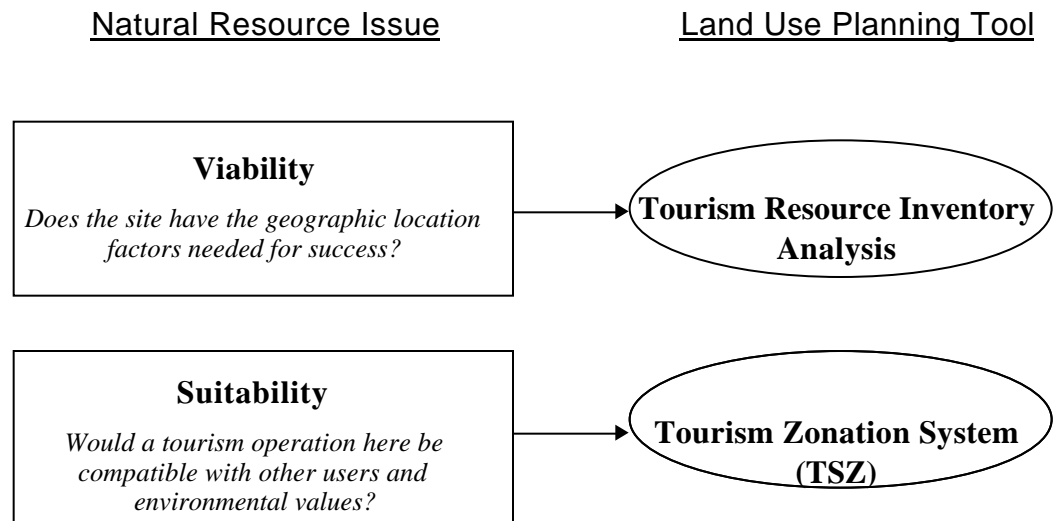 Natural Resource Issue
Land Use Planning Tool
Viability
Does the site have the geographic location
factors needed for success?
Tourism Resource Inventory
Analysis
Suitability
Would a tourism operation here be
compatible with other users and
environmental values?
Tourism Zonation System
(TSZ)